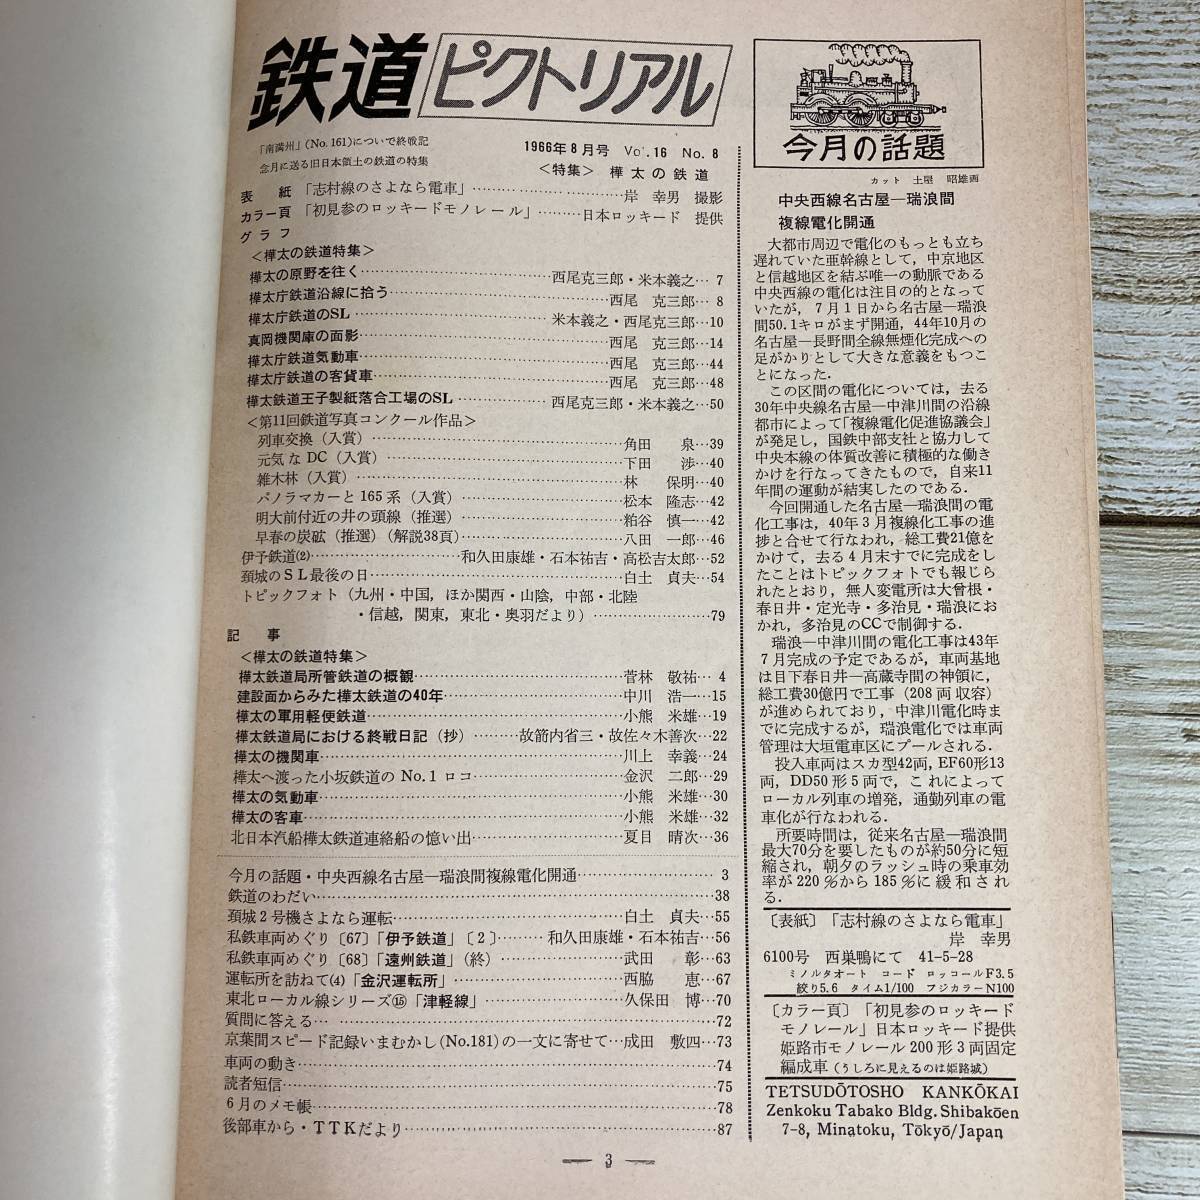 鉄道ピクトリアル
「南満州」(No. 161)についで終戦記
念月に送る旧日本領土の鉄道の特集
1966年8月号 Vol. 16 No. 8
<特集> 樺太の鉄道
表紙「志村線のさよなら電車」………………岸 幸男 撮影
カラー頁「初見参のロッキードモノレール」………日本ロッキード 提供
グラフ
<樺太の鉄道特集>
樺太の原野を往く……西尾克三郎・米本義之… 7
樺太庁鉄道沿線に拾う……西尾 克三郎… 8
樺太庁鉄道のSL……米本義之・西尾克三郎…10
真岡機関庫の面影……西尾 克三郎…14
樺太庁鉄道気動車……西尾 克三郎…44
樺太庁鉄道の客貨車……西尾 克三郎…48
樺太鉄道王子製紙落合工場のSL……西尾克三郎・米本義之…50
<第11回鉄道写真コンクール作品>
列車交換(入賞)……角田 泉…39
元気なDC(入賞)……下田 渉…40
雑木林(入賞)……林 保明…40
パノラマカーと165系(入賞)……松本 隆志…42
明大前付近の井の頭線(推選)……粕谷 慎一…42
早春の炭砿(推選)(解説38頁)……八田 一郎…46
伊予鉄道(2)……和久田康雄・石本祐吉・高松吉太郎…52
頚城のSL最後の日……白土 貞夫…54
トピックフォト(九州・中国,ほか関西・山陰,中部・北陸
・信越,関東,東北・奥羽だより)……79
記事
<樺太の鉄道特集>
樺太鉄道局所管鉄道の概観……菅林 敬祐… 4
建設面からみた樺太鉄道の40年……中川 浩一…15
樺太の軍用軽便鉄道……小熊 米雄…19
樺太鉄道局における終戦日記(抄)……故箭内省三・故佐々木善次…22
樺太の機関車……川上 幸義…24
樺太へ渡った小坂鉄道のNo.1ロコ……金沢 二郎…29
樺太の気動車……小熊 米雄…30
樺太の客車……小熊 米雄…32
北日本汽船樺太鉄道連絡船の憶い出……夏目 晴次…36
今月の話題・中央西線名古屋―瑞浪間複線電化開通……3
鉄道のわだい……38
頚城2号機さよなら運転……白土 貞夫…55
私鉄車両めぐり〔67〕「伊予鉄道」〔2〕……和久田康雄・石本祐吉…56
私鉄車両めぐり〔68〕「遠州鉄道」(終)……武田 彰…63
運転所を訪ねて(4)「金沢運転所」……西脇 恵…67
東北ローカル線シリーズ⑮「津軽線」……久保田 博…70
質問に答える……72
京葉間スピード記録いまむかし(No.181)の一文に寄せて…成田 敷四…73
車両の動き……74
読者短信……75
6月のメモ帳……78
後部車から・TTKだより……87
今月の話題
カット 土屋 昭雄画
中央西線名古屋―瑞浪間
複線電化開通
大都市周辺で電化のもっとも立ち
遅れていた亜幹線として,中京地区
と信越地区を結ぶ唯一の動脈である
中央西線の電化は注目の的となって
いたが,7月1日から名古屋―瑞浪
間50.1キロがまず開通,44年10月の
名古屋―長野間全線無煙化完成への
足がかりとして大きな意義をもつこ
とになった.
この区間の電化については,去る
30年中央線名古屋―中津川間の沿線
都市によって「複線電化促進協議会」
が発足し,国鉄中部支社と協力して
中央本線の体質改善に積極的な働き
かけを行なってきたもので,自来11
年間の運動が結実したのである.
今回開通した名古屋―瑞浪間の電
化工事は,40年3月複線化工事の進
捗と合せて行なわれ,総工費21億を
かけて,去る4月末すでに完成をし
たことはトピックフォトでも報じら
れたとおり,無人変電所は大曾根・
春日井・定光寺・多治見・瑞浪にお
かれ,多治見のCCで制御する.
瑞浪―中津川間の電化工事は43年
7月完成の予定であるが,車両基地
は目下春日井―高蔵寺間の神領に,
総工費30億円で工事(208両収容)
が進められており,中津川電化時ま
でに完成するが,瑞浪電化では車両
管理は大垣電車区にプールされる.
投入車両はスカ型42両,EF60形13
両,DD50形5両で,これによって
ローカル列車の増発,通勤列車の電
車化が行なわれる.
所要時間は,従来名古屋―瑞浪間
最大70分を要したものが約50分に短
縮され,朝夕のラッシュ時の乗車効
率が220%から185%に緩和され
る.
〔表紙〕「志村線のさよなら電車」
岸 幸男
6100号 西巣鴨にて 41-5-28
ミノルタオート コード ロッコールF3.5
絞り5.6 タイム1/100 フジカラーN100
〔カラー頁〕「初見参のロッキード
モノレール」日本ロッキード提供
姫路市モノレール200形3両固定
編成車(うしろに見えるのは姫路城)
TETSUDŌTOSHO KANKŌKAI
Zenkoku Tabako Bldg. Shibakōen
7-8, Minatoku, Tōkyō/Japan
— 3 —